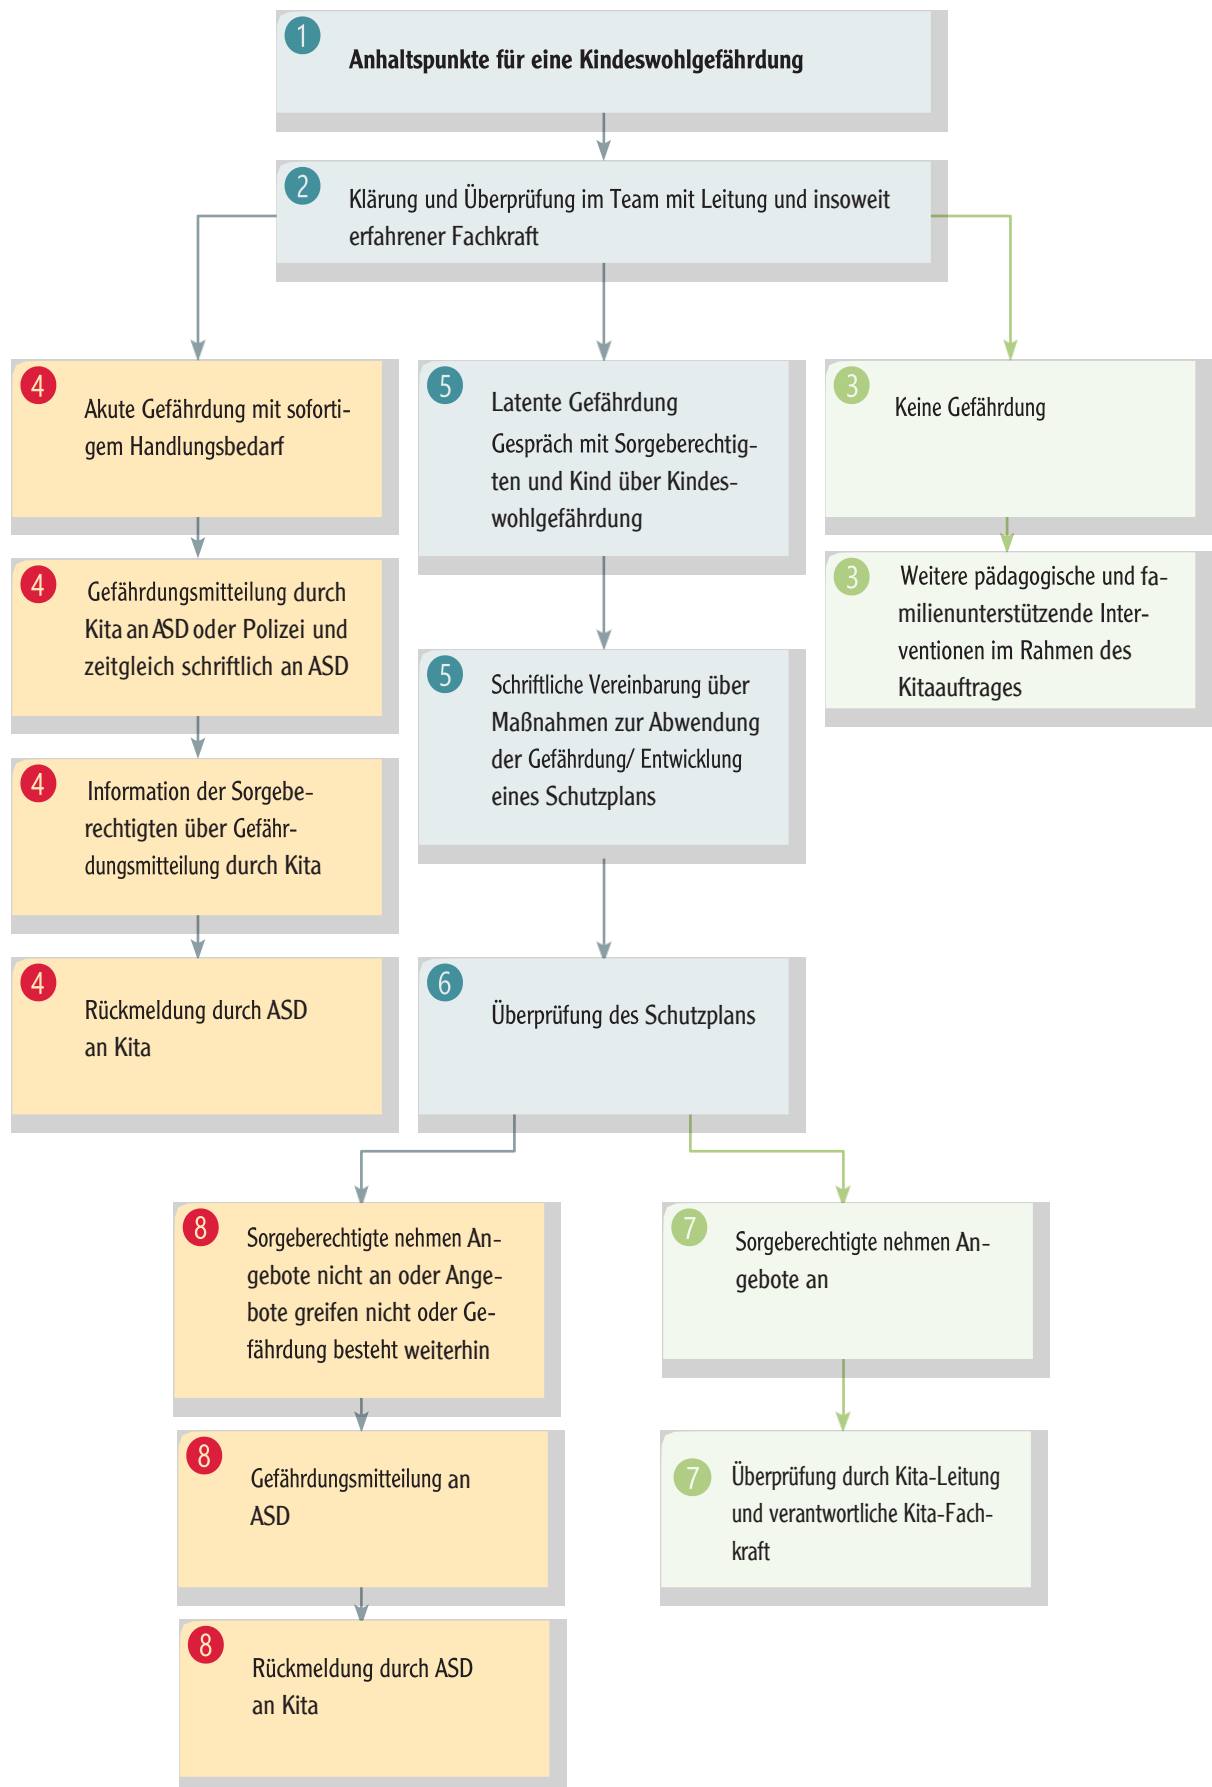 1
Anhaltspunkte für eine Kindeswohlgefährdung
2
Klärung und Überprüfung im Team mit Leitung und insoweit
erfahrener Fachkraft
4
Akute Gefährdung mit soforti-
gem Handlungsbedarf
4
Gefährdungsmitteilung durch
Kita an ASD oder Polizei und
zeitgleich schriftlich an ASD
4
Information der Sorgebe-
rechtigten über Gefähr-
dungsmitteilung durch Kita
4
Rückmeldung durch ASD
an Kita
5
Latente Gefährdung
Gespräch mit Sorgeberechtig-
ten und Kind über Kindes-
wohlgefährdung
5
Schriftliche Vereinbarung über
Maßnahmen zur Abwendung
der Gefährdung/ Entwicklung
eines Schutzplans
6
Überprüfung des Schutzplans
3
Keine Gefährdung
3
Weitere pädagogische und fa-
milienunterstützende Inter-
ventionen im Rahmen des
Kitaauftrages
8
Sorgeberechtigte nehmen An-
gebote nicht an oder Ange-
bote greifen nicht oder Ge-
fährdung besteht weiterhin
8
Gefährdungsmitteilung an
ASD
8
Rückmeldung durch ASD
an Kita
7
Sorgeberechtigte nehmen An-
gebote an
7
Überprüfung durch Kita-Leitung
und verantwortliche Kita-Fach-
kraft